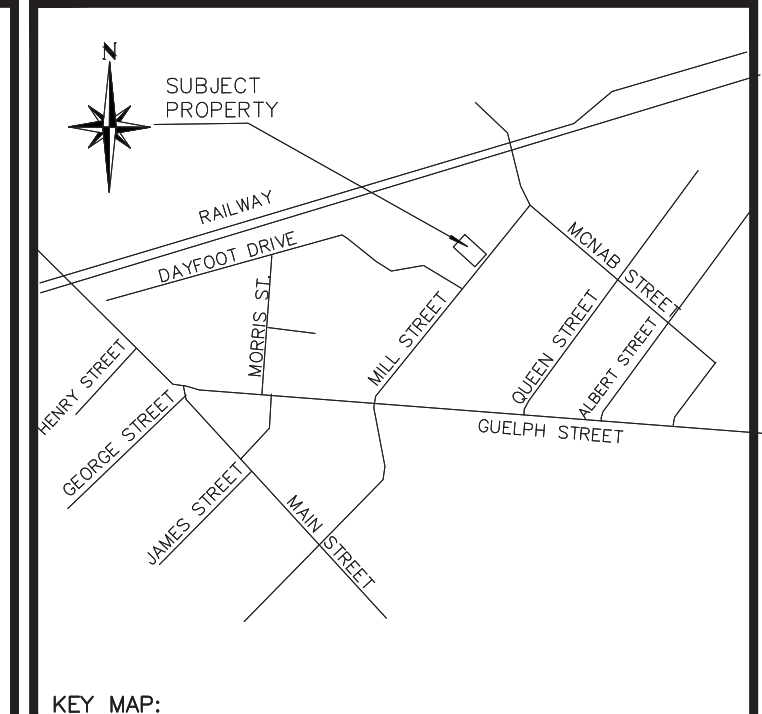 N
SUBJECT
PROPERTY
RAILWAY
DAYFOOT DRIVE
MCNAB STREET
MORRIS ST.
MILL STREET
QUEEN STREET
ALBERT STREET
HENRY STREET
GEORGE STREET
GUELPH STREET
JAMES STREET
MAIN STREET
KEY MAP: